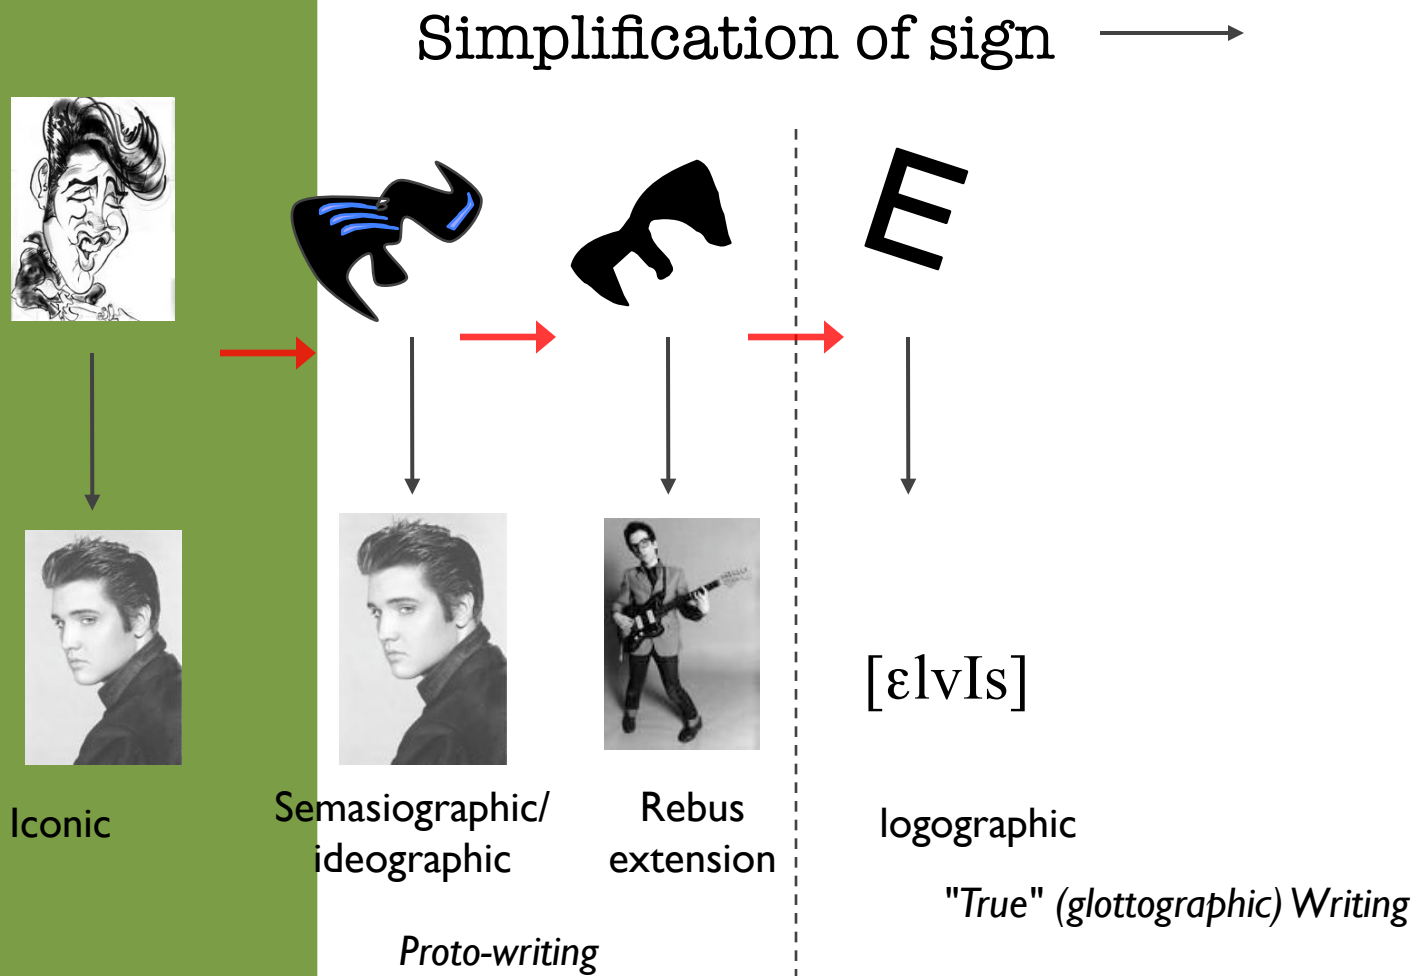 Simplification of sign
E
[ɛlvIs]
Iconic
Semasiographic/
ideographic
Rebus
extension
logographic
"True" (glottographic) Writing
Proto-writing